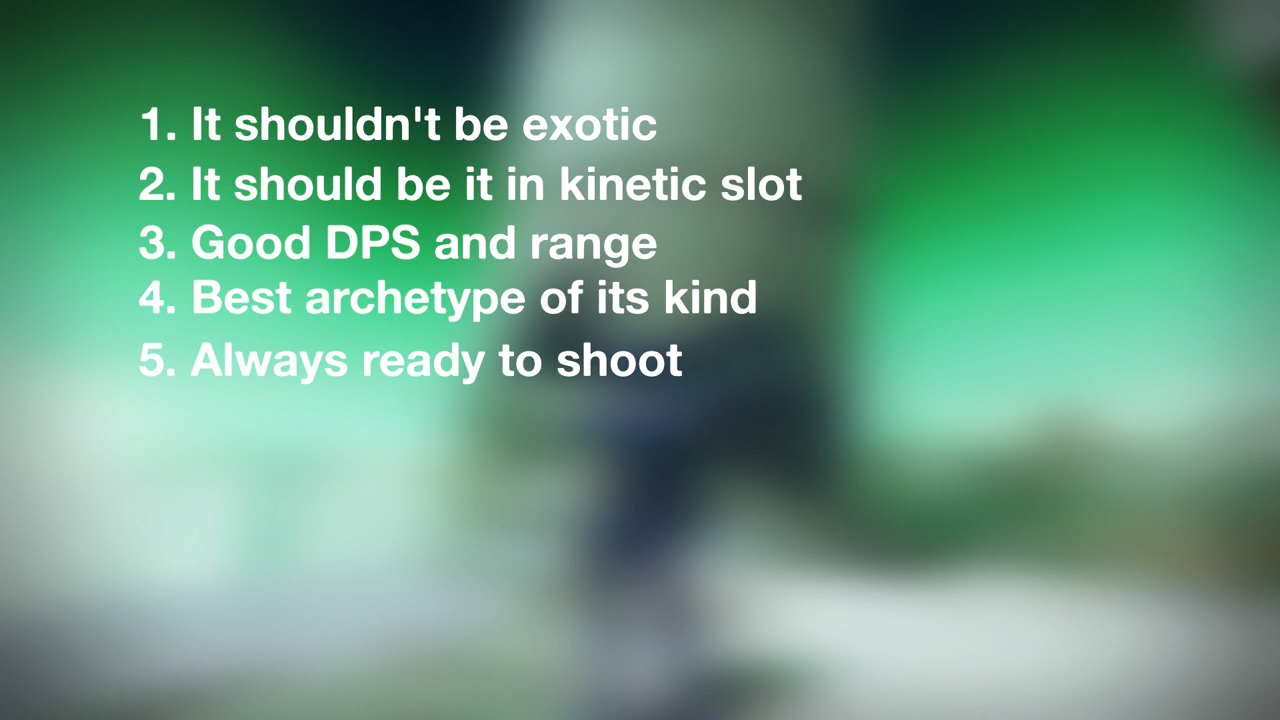 1. It shouldn't be exotic
2. It should be it in kinetic slot
3. Good DPS and range
4. Best archetype of its kind
5. Always ready to shoot